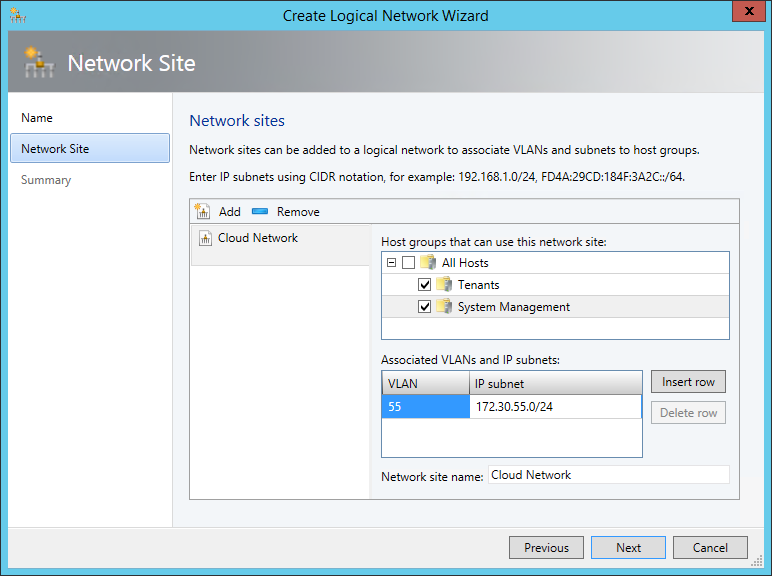 Create Logical Network Wizard
x
Network Site
Name
Network Site
Summary
Network sites
Network sites can be added to a logical network to associate VLANs and subnets to host groups.
Enter IP subnets using CIDR notation, for example: 192.168.1.0/24, FD4A:29CD:184F:3A2C::/64.
Add Remove
Cloud Network
Host groups that can use this network site:
All Hosts
Tenants
System Management
Associated VLANs and IP subnets:
VLAN IP subnet
55 172.30.55.0/24
Insert row
Delete row
Network site name: Cloud Network
Previous Next Cancel